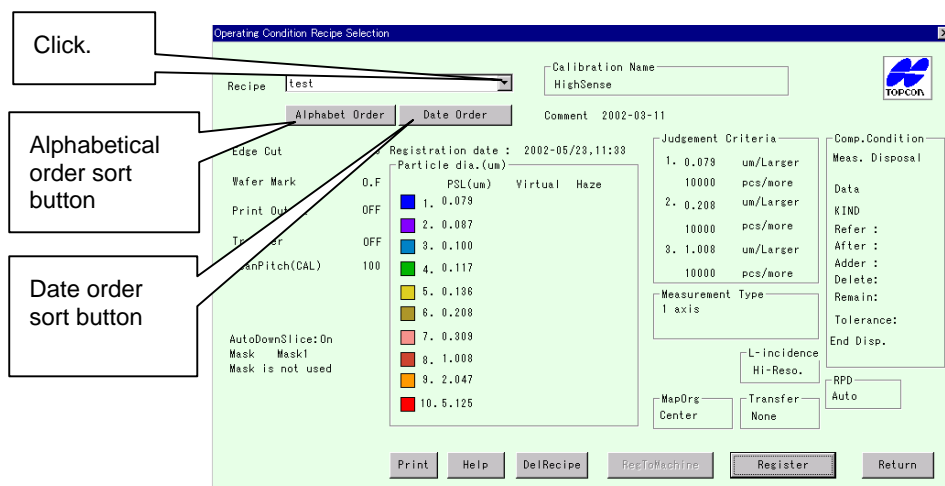 Click.
Alphabetical
order sort
button
Date order
sort button
Operating Condition Recipe Selection
Recipe test
Alphabet Order Date Order
Calibration Name
HighSense
TOPCON
Comment 2002-03-11
Edge Cut
Registration date : 2002-05/23,11:33
Wafer Mark O.F
Print Out
OFF
OFF
(CAL) 100
AutoDownSlice:On
Mask Mask1
Mask is not used
Particle dia.(um)
PSL(um) Virtual Haze
1. 0.079
2. 0.087
3. 0.100
4. 0.117
5. 0.136
6. 0.208
7. 0.309
8. 1.008
9. 2.047
10. 5.125
Judgement Criteria
1. 0.079 um/Larger
10000 pcs/more
2. 0.208 um/Larger
10000 pcs/more
3. 1.008 um/Larger
10000 pcs/more
Measurement Type
1 axis
L-incidence
Hi-Reso.
MapOrg
Center
Transfer
None
Comp.Condition
Meas. Disposal
Data
KIND
Refer :
After :
Adder :
Delete:
Remain:
Tolerance:
End Disp.
RPD
Auto
Print Help DelRecipe RegToMachine Register Return